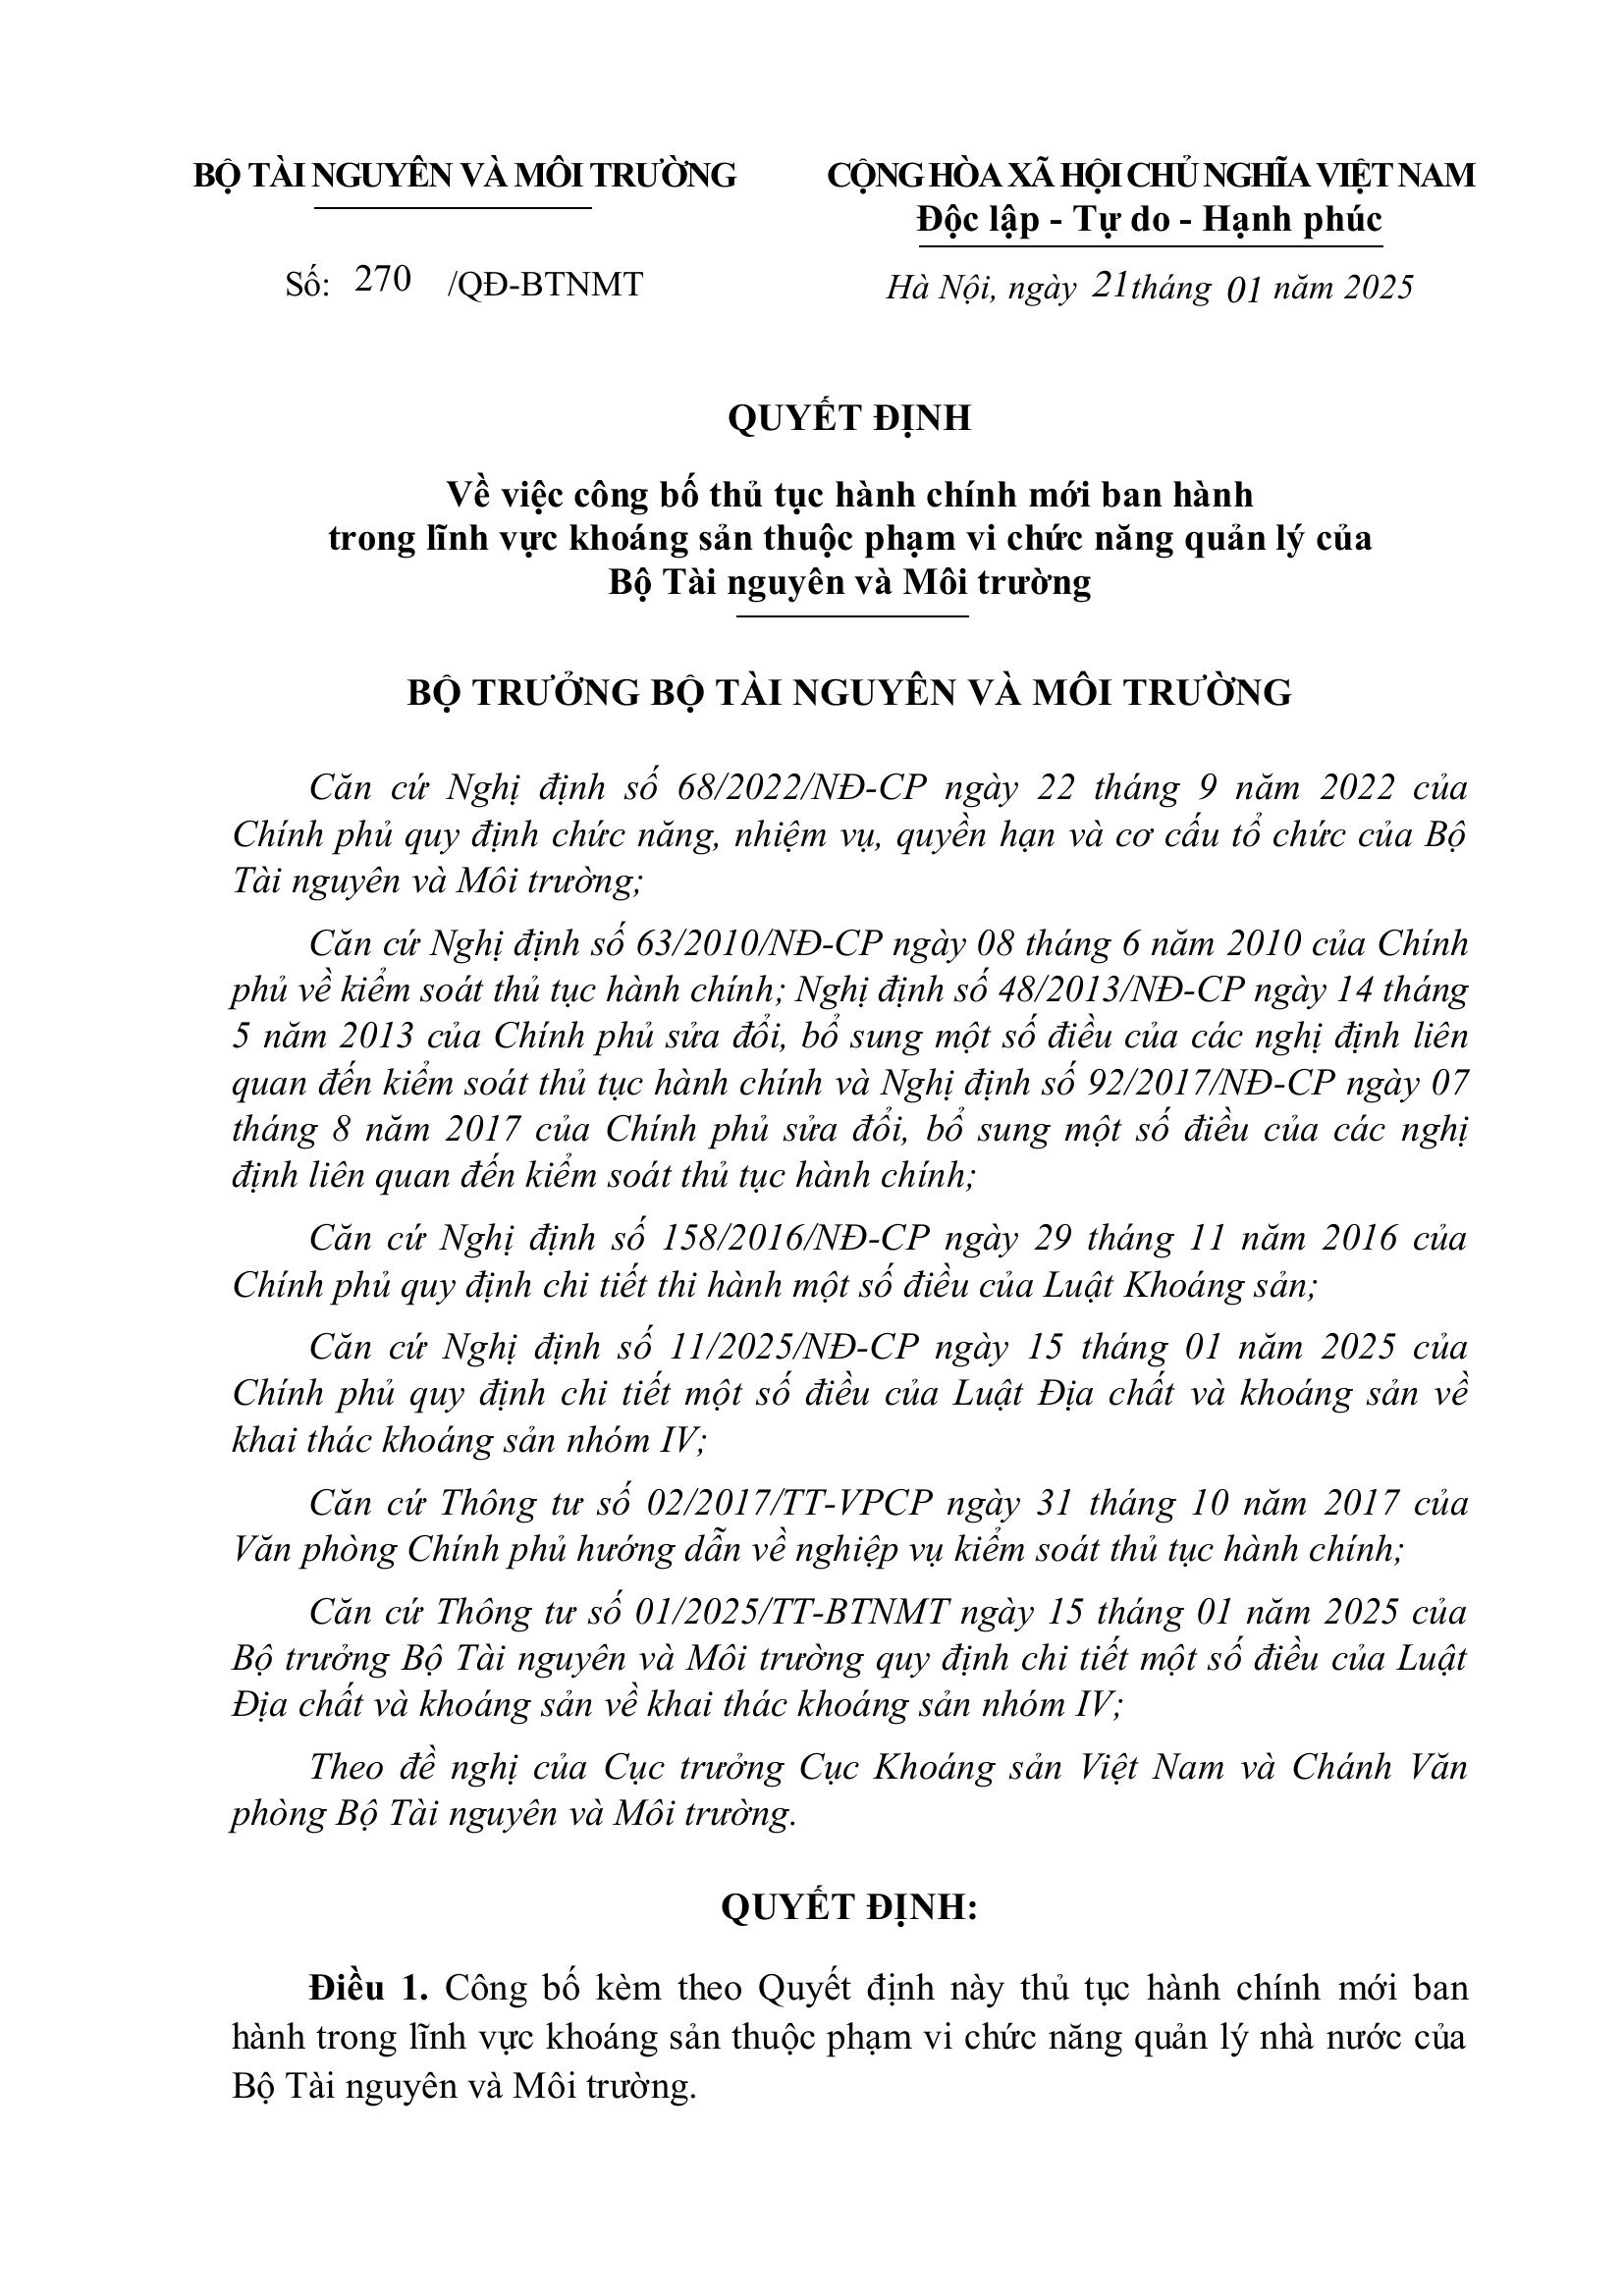 BỘ TÀI NGUYÊN VÀ MÔI TRƯỜNG
CỘNG HÒA XÃ HỘI CHỦ NGHĨA VIỆT NAM
Độc lập - Tự do - Hạnh phúc
Số: 270 /QĐ-BTNMT
Hà Nội, ngày 21 tháng 01 năm 2025
QUYẾT ĐỊNH
Về việc công bố thủ tục hành chính mới ban hành
trong lĩnh vực khoáng sản thuộc phạm vi chức năng quản lý của
Bộ Tài nguyên và Môi trường
BỘ TRƯỞNG BỘ TÀI NGUYÊN VÀ MÔI TRƯỜNG
Căn cứ Nghị định số 68/2022/NĐ-CP ngày 22 tháng 9 năm 2022 của
Chính phủ quy định chức năng, nhiệm vụ, quyền hạn và cơ cấu tổ chức của Bộ
Tài nguyên và Môi trường;
Căn cứ Nghị định số 63/2010/NĐ-CP ngày 08 tháng 6 năm 2010 của Chính
phủ về kiểm soát thủ tục hành chính; Nghị định số 48/2013/NĐ-CP ngày 14 tháng
5 năm 2013 của Chính phủ sửa đổi, bổ sung một số điều của các nghị định liên
quan đến kiểm soát thủ tục hành chính và Nghị định số 92/2017/NĐ-CP ngày 07
tháng 8 năm 2017 của Chính phủ sửa đổi, bổ sung một số điều của các nghị
định liên quan đến kiểm soát thủ tục hành chính;
Căn cứ Nghị định số 158/2016/NĐ-CP ngày 29 tháng 11 năm 2016 của
Chính phủ quy định chi tiết thi hành một số điều của Luật Khoáng sản;
Căn cứ Nghị định số 11/2025/NĐ-CP ngày 15 tháng 01 năm 2025 của
Chính phủ quy định chi tiết một số điều của Luật Địa chất và khoáng sản về
khai thác khoáng sản nhóm IV;
Căn cứ Thông tư số 02/2017/TT-VPCP ngày 31 tháng 10 năm 2017 của
Văn phòng Chính phủ hướng dẫn về nghiệp vụ kiểm soát thủ tục hành chính;
Căn cứ Thông tư số 01/2025/TT-BTNMT ngày 15 tháng 01 năm 2025 của
Bộ trưởng Bộ Tài nguyên và Môi trường quy định chi tiết một số điều của Luật
Địa chất và khoáng sản về khai thác khoáng sản nhóm IV;
Theo đề nghị của Cục trưởng Cục Khoáng sản Việt Nam và Chánh Văn
phòng Bộ Tài nguyên và Môi trường.
QUYẾT ĐỊNH:
Điều 1. Công bố kèm theo Quyết định này thủ tục hành chính mới ban
hành trong lĩnh vực khoáng sản thuộc phạm vi chức năng quản lý nhà nước của
Bộ Tài nguyên và Môi trường.